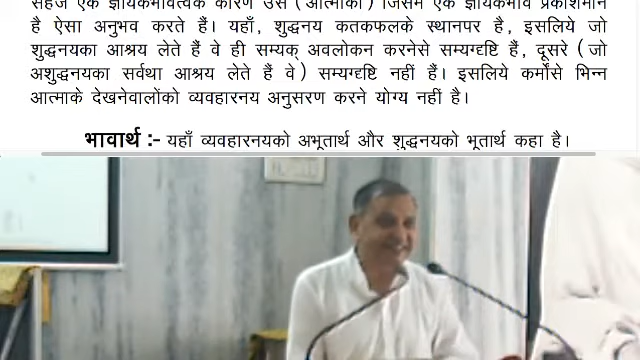 सहज एक ज्ञायकभावत्वके कारण उसे (आत्माको) जिसमें एक ज्ञायकभाव प्रकाशमान
है ऐसा अनुभव करते हैं। यहाँ, शुद्धनय कतकफलके स्थानपर है, इसलिये जो
शुद्धनयका आश्रय लेते हैं वे ही सम्यक् अवलोकन करनेसे सम्यग्दृष्टि हैं, दूसरे (जो
अशुद्धनयका सर्वथा आश्रय लेते हैं वे) सम्यग्दृष्टि नहीं हैं। इसलिये कर्मोंसे भिन्न
आत्माके देखनेवालोंको व्यवहारनय अनुसरण करने योग्य नहीं है।
भावार्थ :- यहाँ व्यवहारनयको अभूतार्थ और शुद्धनयको भूतार्थ कहा है।